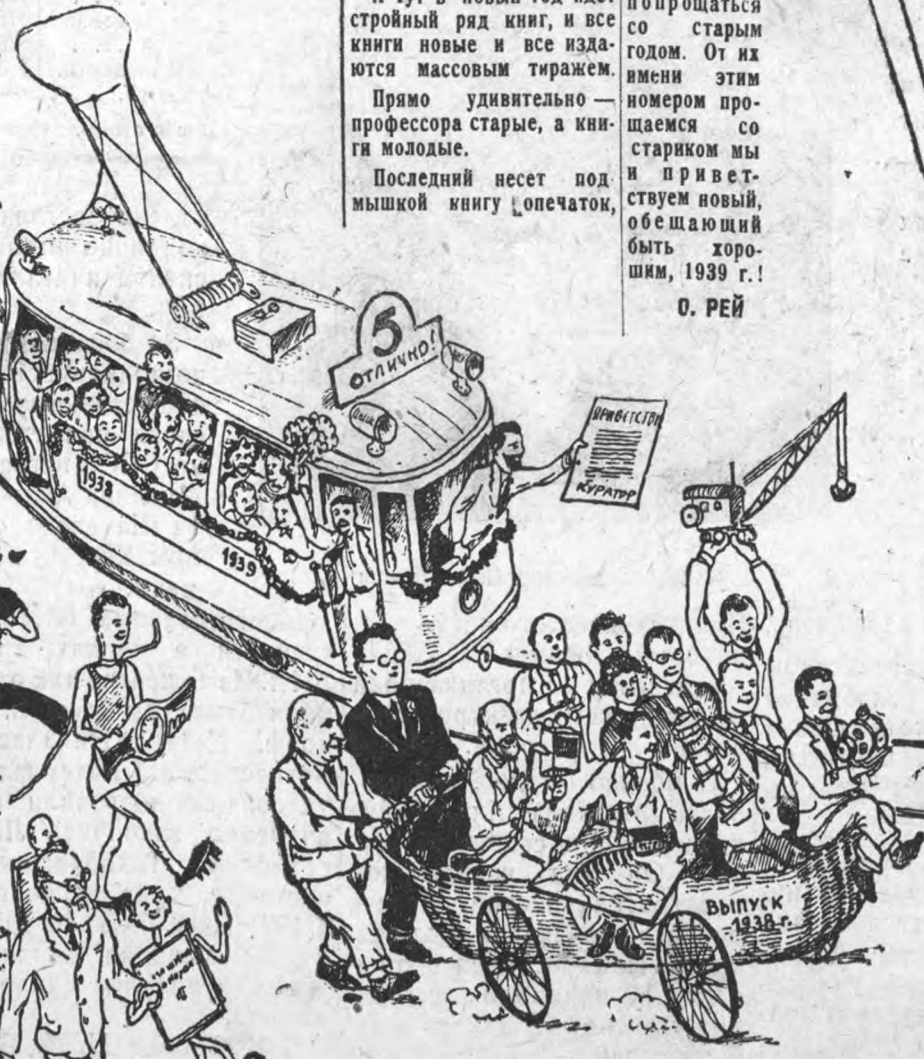 стройный ряд книг, и все
книги новые и все изда-
ются массовым тиражем.
Прямо удивительно —
профессора старые, а кни-
ги молодые.
Последний несет под
мышкой книгу опечаток,
попрощаться
со старым
годом. От их
имени этим
номером про-
щаемся со
стариком мы
и привет-
ствуем новый,
обещающий
быть хоро-
шим, 1939 г.!
О. РЕЙ
5
ОТЛИЧНО!
ПРИВЕТСТВИ
КУРАТОР
1938
1939
ВЫПУСК
1938 г.